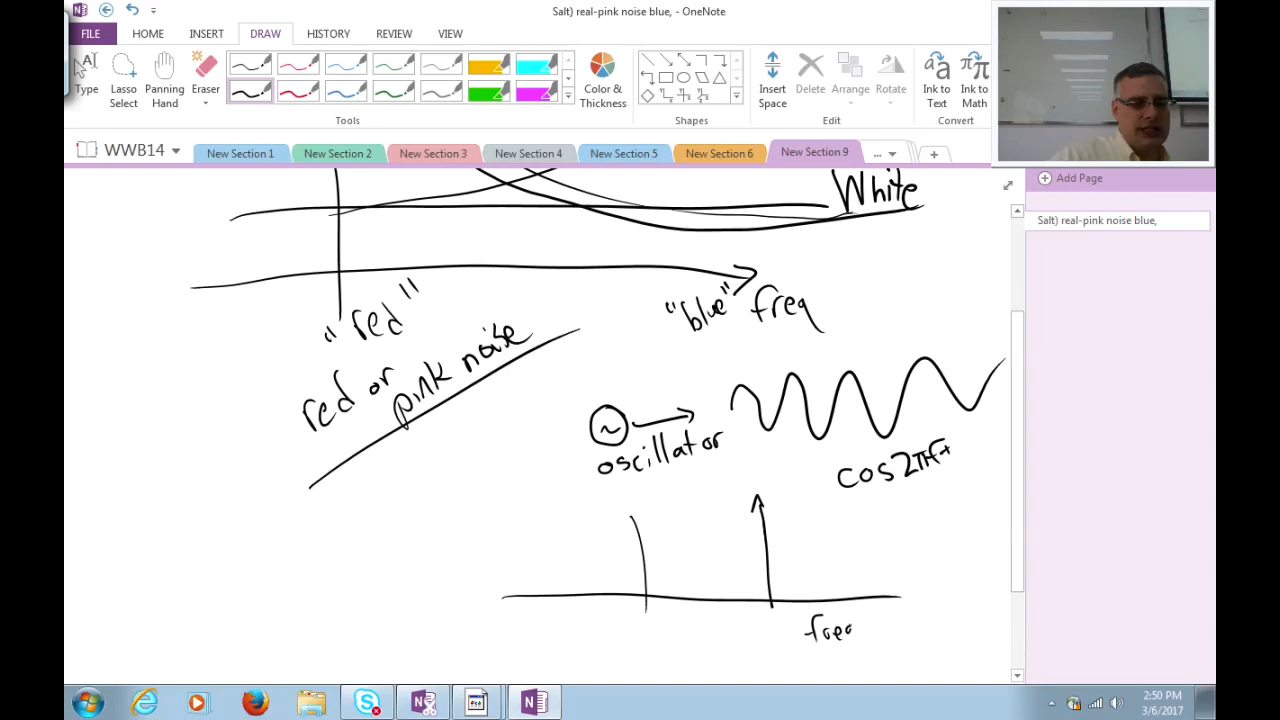 Salt) real-pink noise blue, - OneNote
FILE HOME INSERT DRAW HISTORY REVIEW VIEW
Type
Lasso Select
Panning Hand
Eraser
Color & Thickness
Insert Space
Delete Arrange Rotate
Ink to Text
Ink to Math
Tools Shapes Edit Convert
WWB14 New Section 1 New Section 2 New Section 3 New Section 4 New Section 5 New Section 6 New Section 9 ...
Add Page
Salt) real-pink noise blue,
White
"red" "blue" freq
red or pink noise
oscillator
cos2πft
freq
2:50 PM
3/6/2017